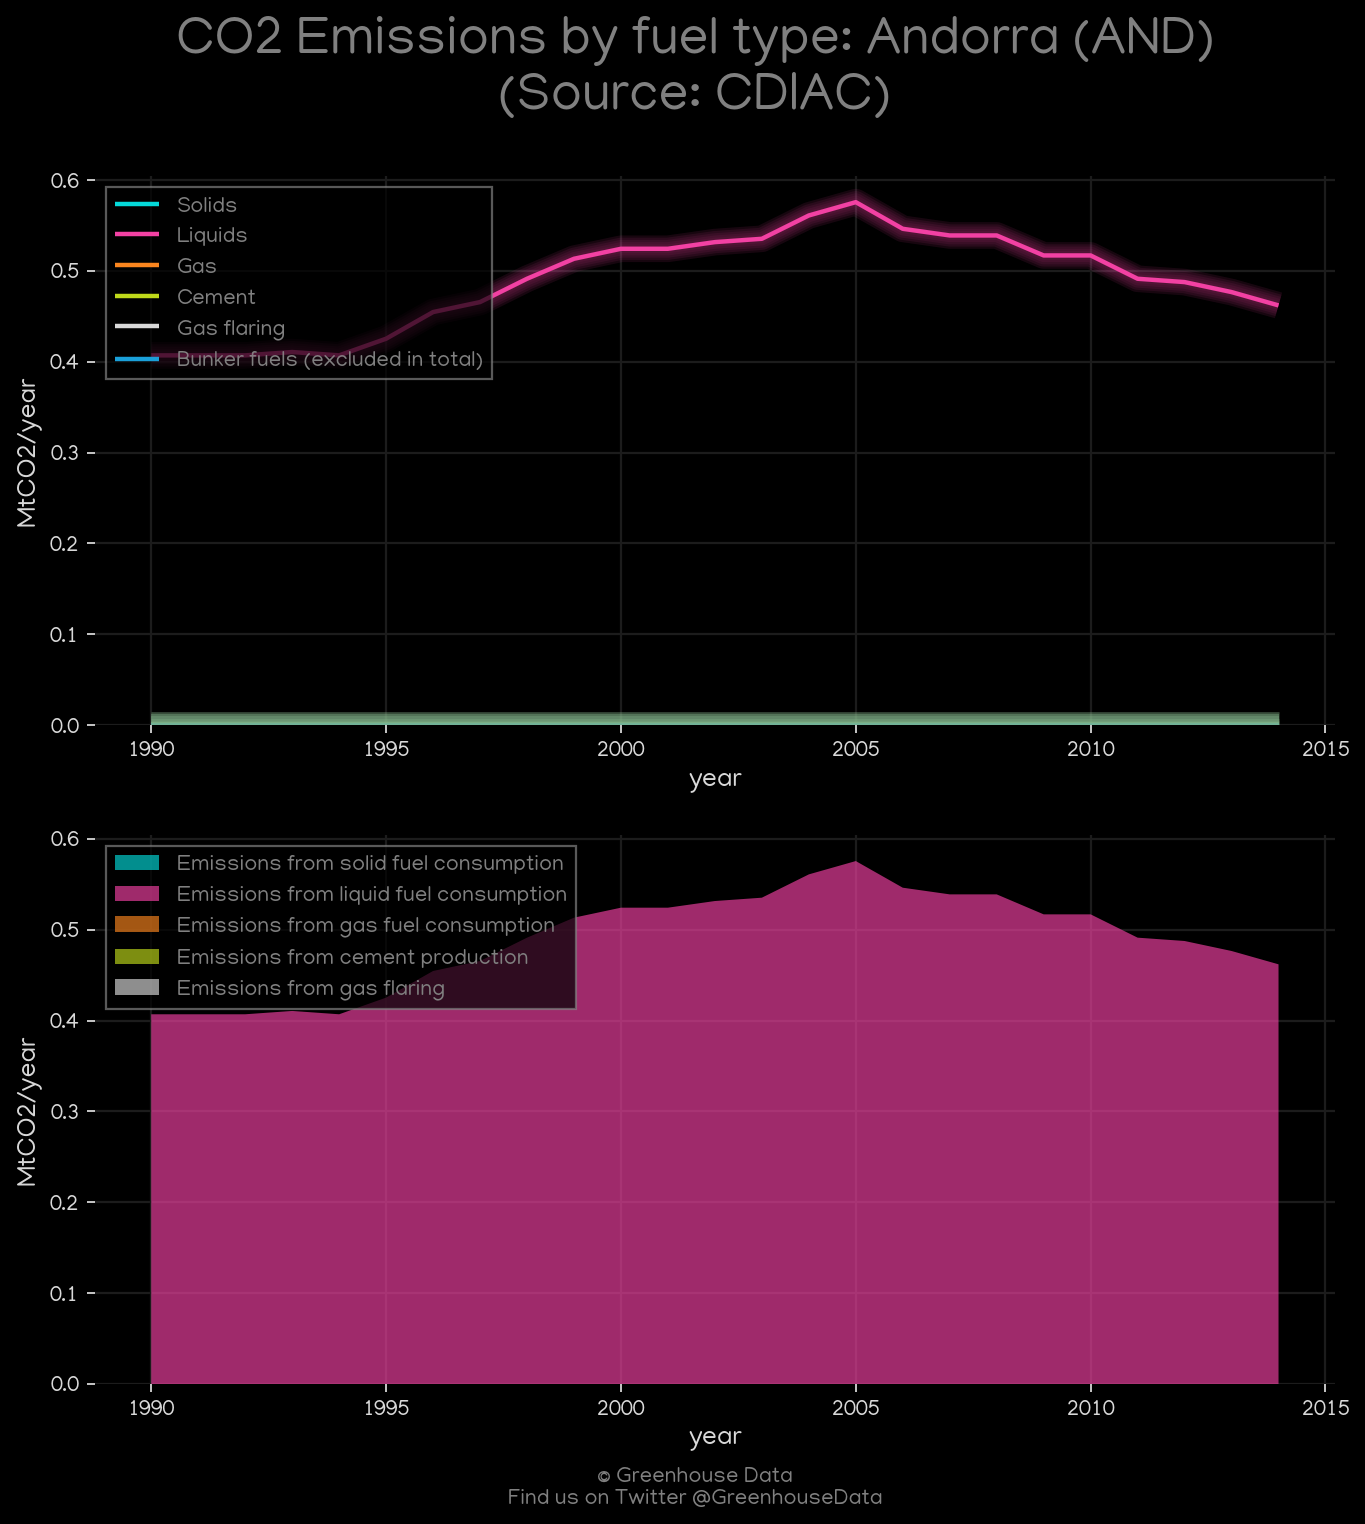 CO2 Emissions by fuel type: Andorra (AND)
(Source: CDIAC)
0.6
0.5
0.4
0.3
0.2
0.1
0.0
MtCO2/year
Solids
Liquids
Gas
Cement
Gas flaring
Bunker fuels (excluded in total)
1990 1995 2000 2005 2010 2015
year
0.6
0.5
0.4
0.3
0.2
0.1
0.0
MtCO2/year
Emissions from solid fuel consumption
Emissions from liquid fuel consumption
Emissions from gas fuel consumption
Emissions from cement production
Emissions from gas flaring
1990 1995 2000 2005 2010 2015
year
© Greenhouse Data
Find us on Twitter @GreenhouseData